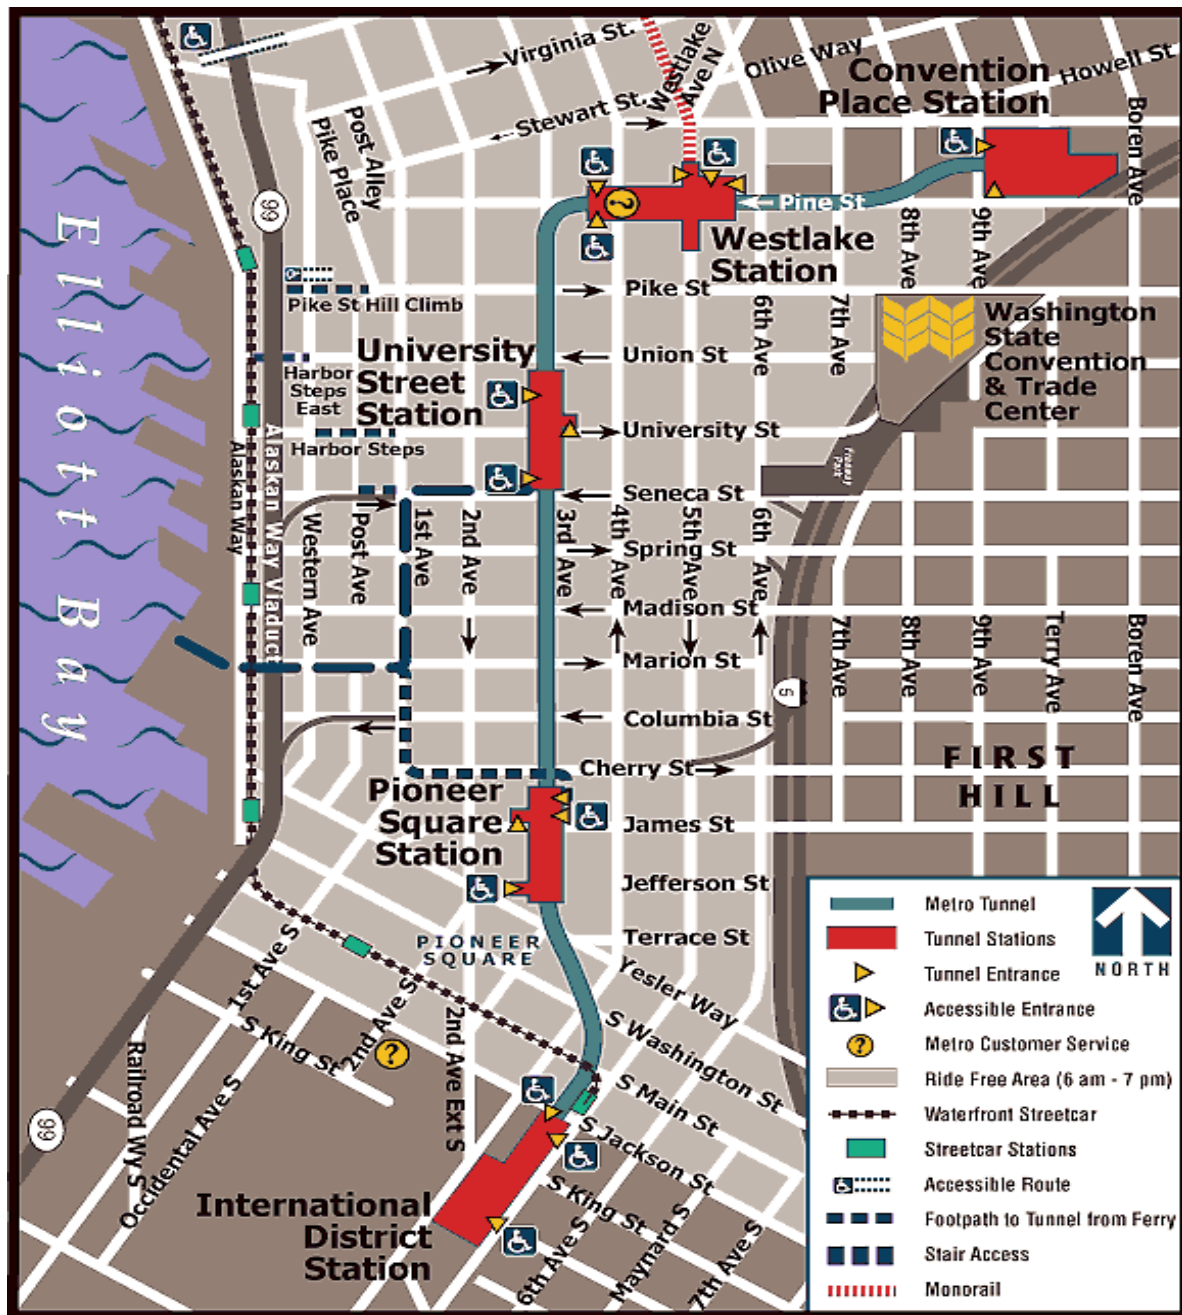 Virginia St.
Westlake
Ave N
Olive Way
Howell St
Convention
Place Station
Stewart St.
Boren Ave
Post Alley
Pike Place
99
Elliott Bay
?
Pine St
Westlake
Station
8th Ave
9th Ave
Pike St
Pike St Hill Climb
6th Ave
7th Ave
Washington
State
Convention
& Trade
Center
University
Street
Station
Union St
Harbor
Steps
East
University St
Harbor Steps
Freeway
Park
Alaskan Way
Alaskan Way Viaduct
Seneca St
Western Ave
Post Ave
1st Ave
2nd Ave
3rd Ave
4th Ave
5th Ave
6th Ave
Spring St
Madison St
7th Ave
8th Ave
9th Ave
Terry Ave
Boren Ave
Marion St
5
Columbia St
FIRST
HILL
Cherry St
Pioneer
Square
Station
James St
Jefferson St
PIONEER
SQUARE
Terrace St
Yesler Way
1st Ave S
2nd Ave S
2nd Ave Ext S
S King St
?
S Washington St
S Main St
S Jackson St
S King St
99
Railroad Wy S
Occidental Ave S
International
District
Station
6th Ave S
Maynard S
7th Ave S
NORTH
Metro Tunnel
Tunnel Stations
Tunnel Entrance
Accessible Entrance
? Metro Customer Service
Ride Free Area (6 am - 7 pm)
Waterfront Streetcar
Streetcar Stations
Accessible Route
Footpath to Tunnel from Ferry
Stair Access
Monorail